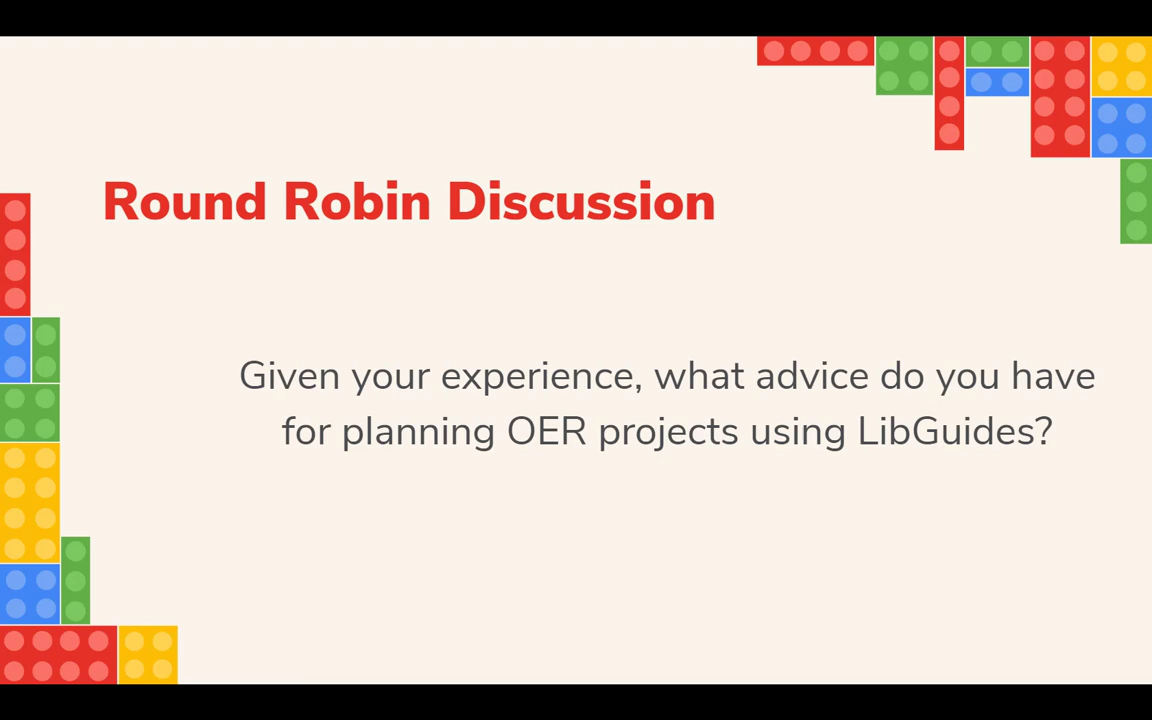 Round Robin Discussion
Given your experience, what advice do you have
for planning OER projects using LibGuides?